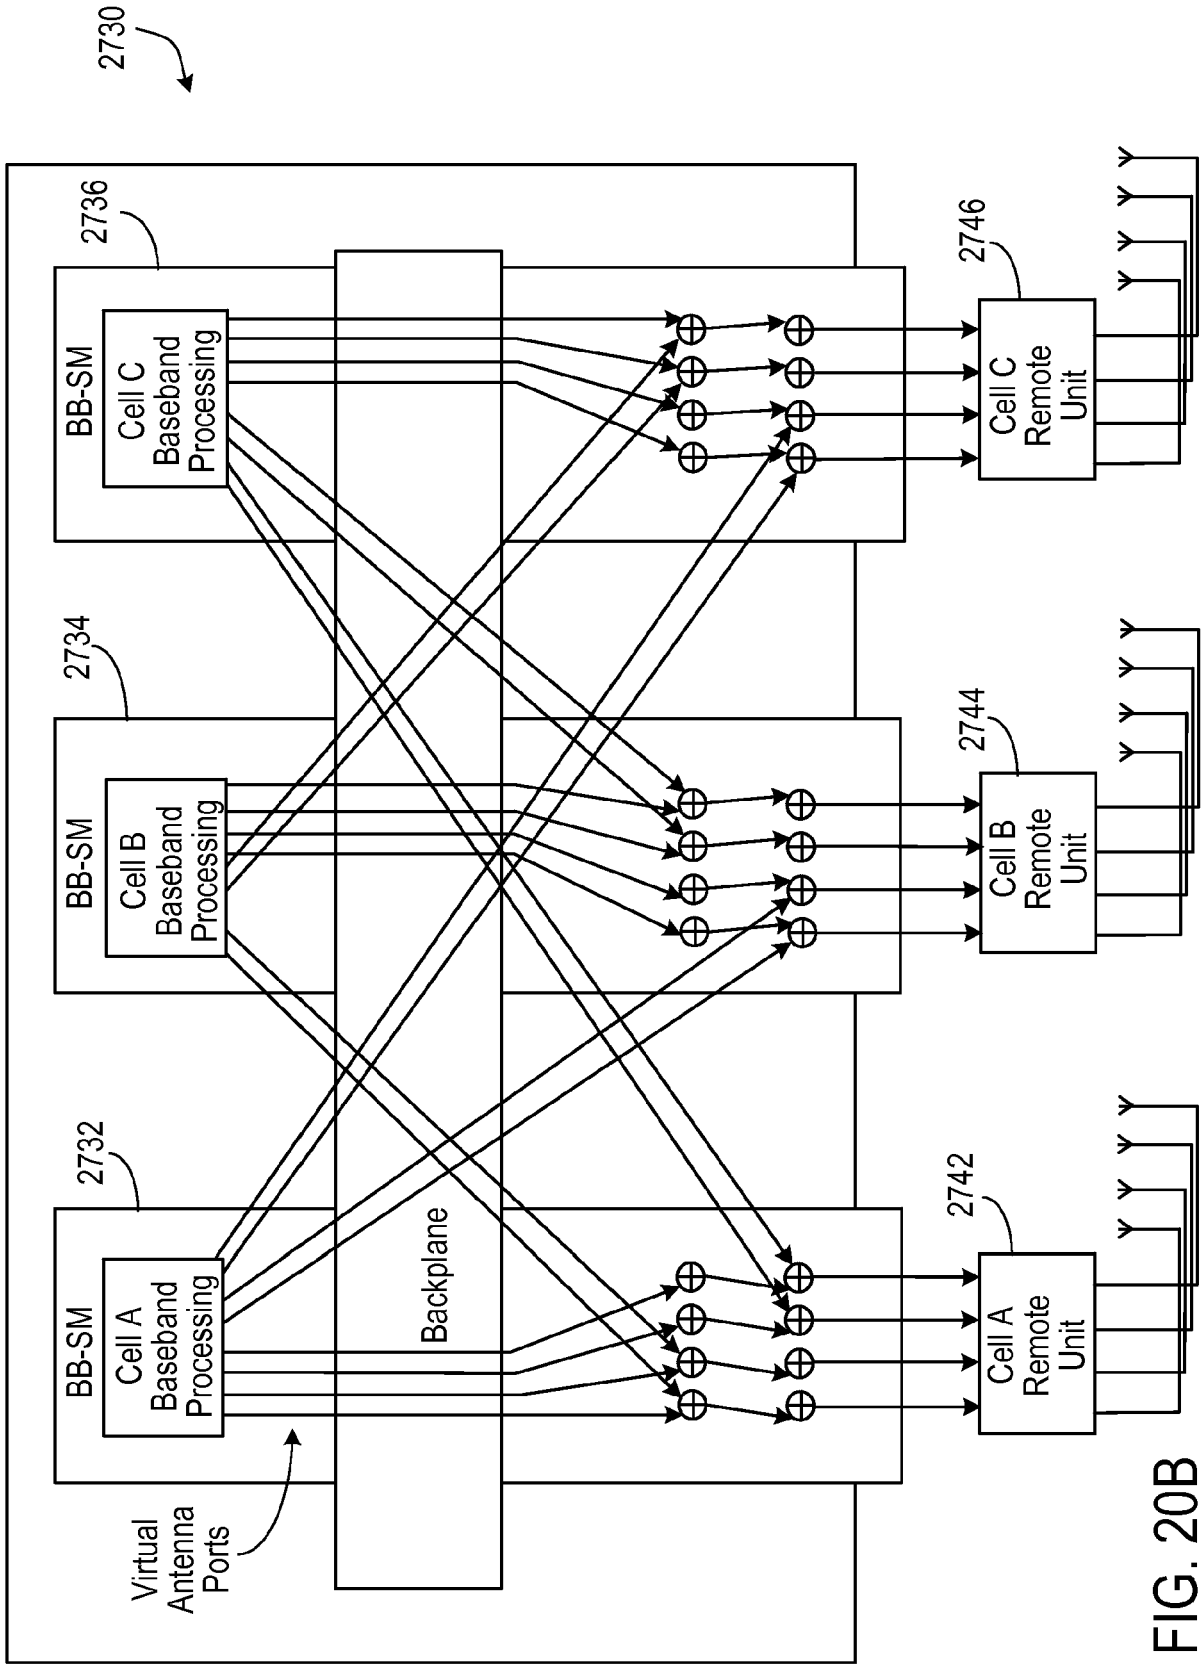 2730
BB-SM
Cell A
Baseband
Processing
2732
BB-SM
Cell B
Baseband
Processing
2734
BB-SM
Cell C
Baseband
Processing
2736
Virtual
Antenna
Ports
Backplane
Cell A
Remote
Unit
2742
Cell B
Remote
Unit
2744
Cell C
Remote
Unit
2746
FIG. 20B